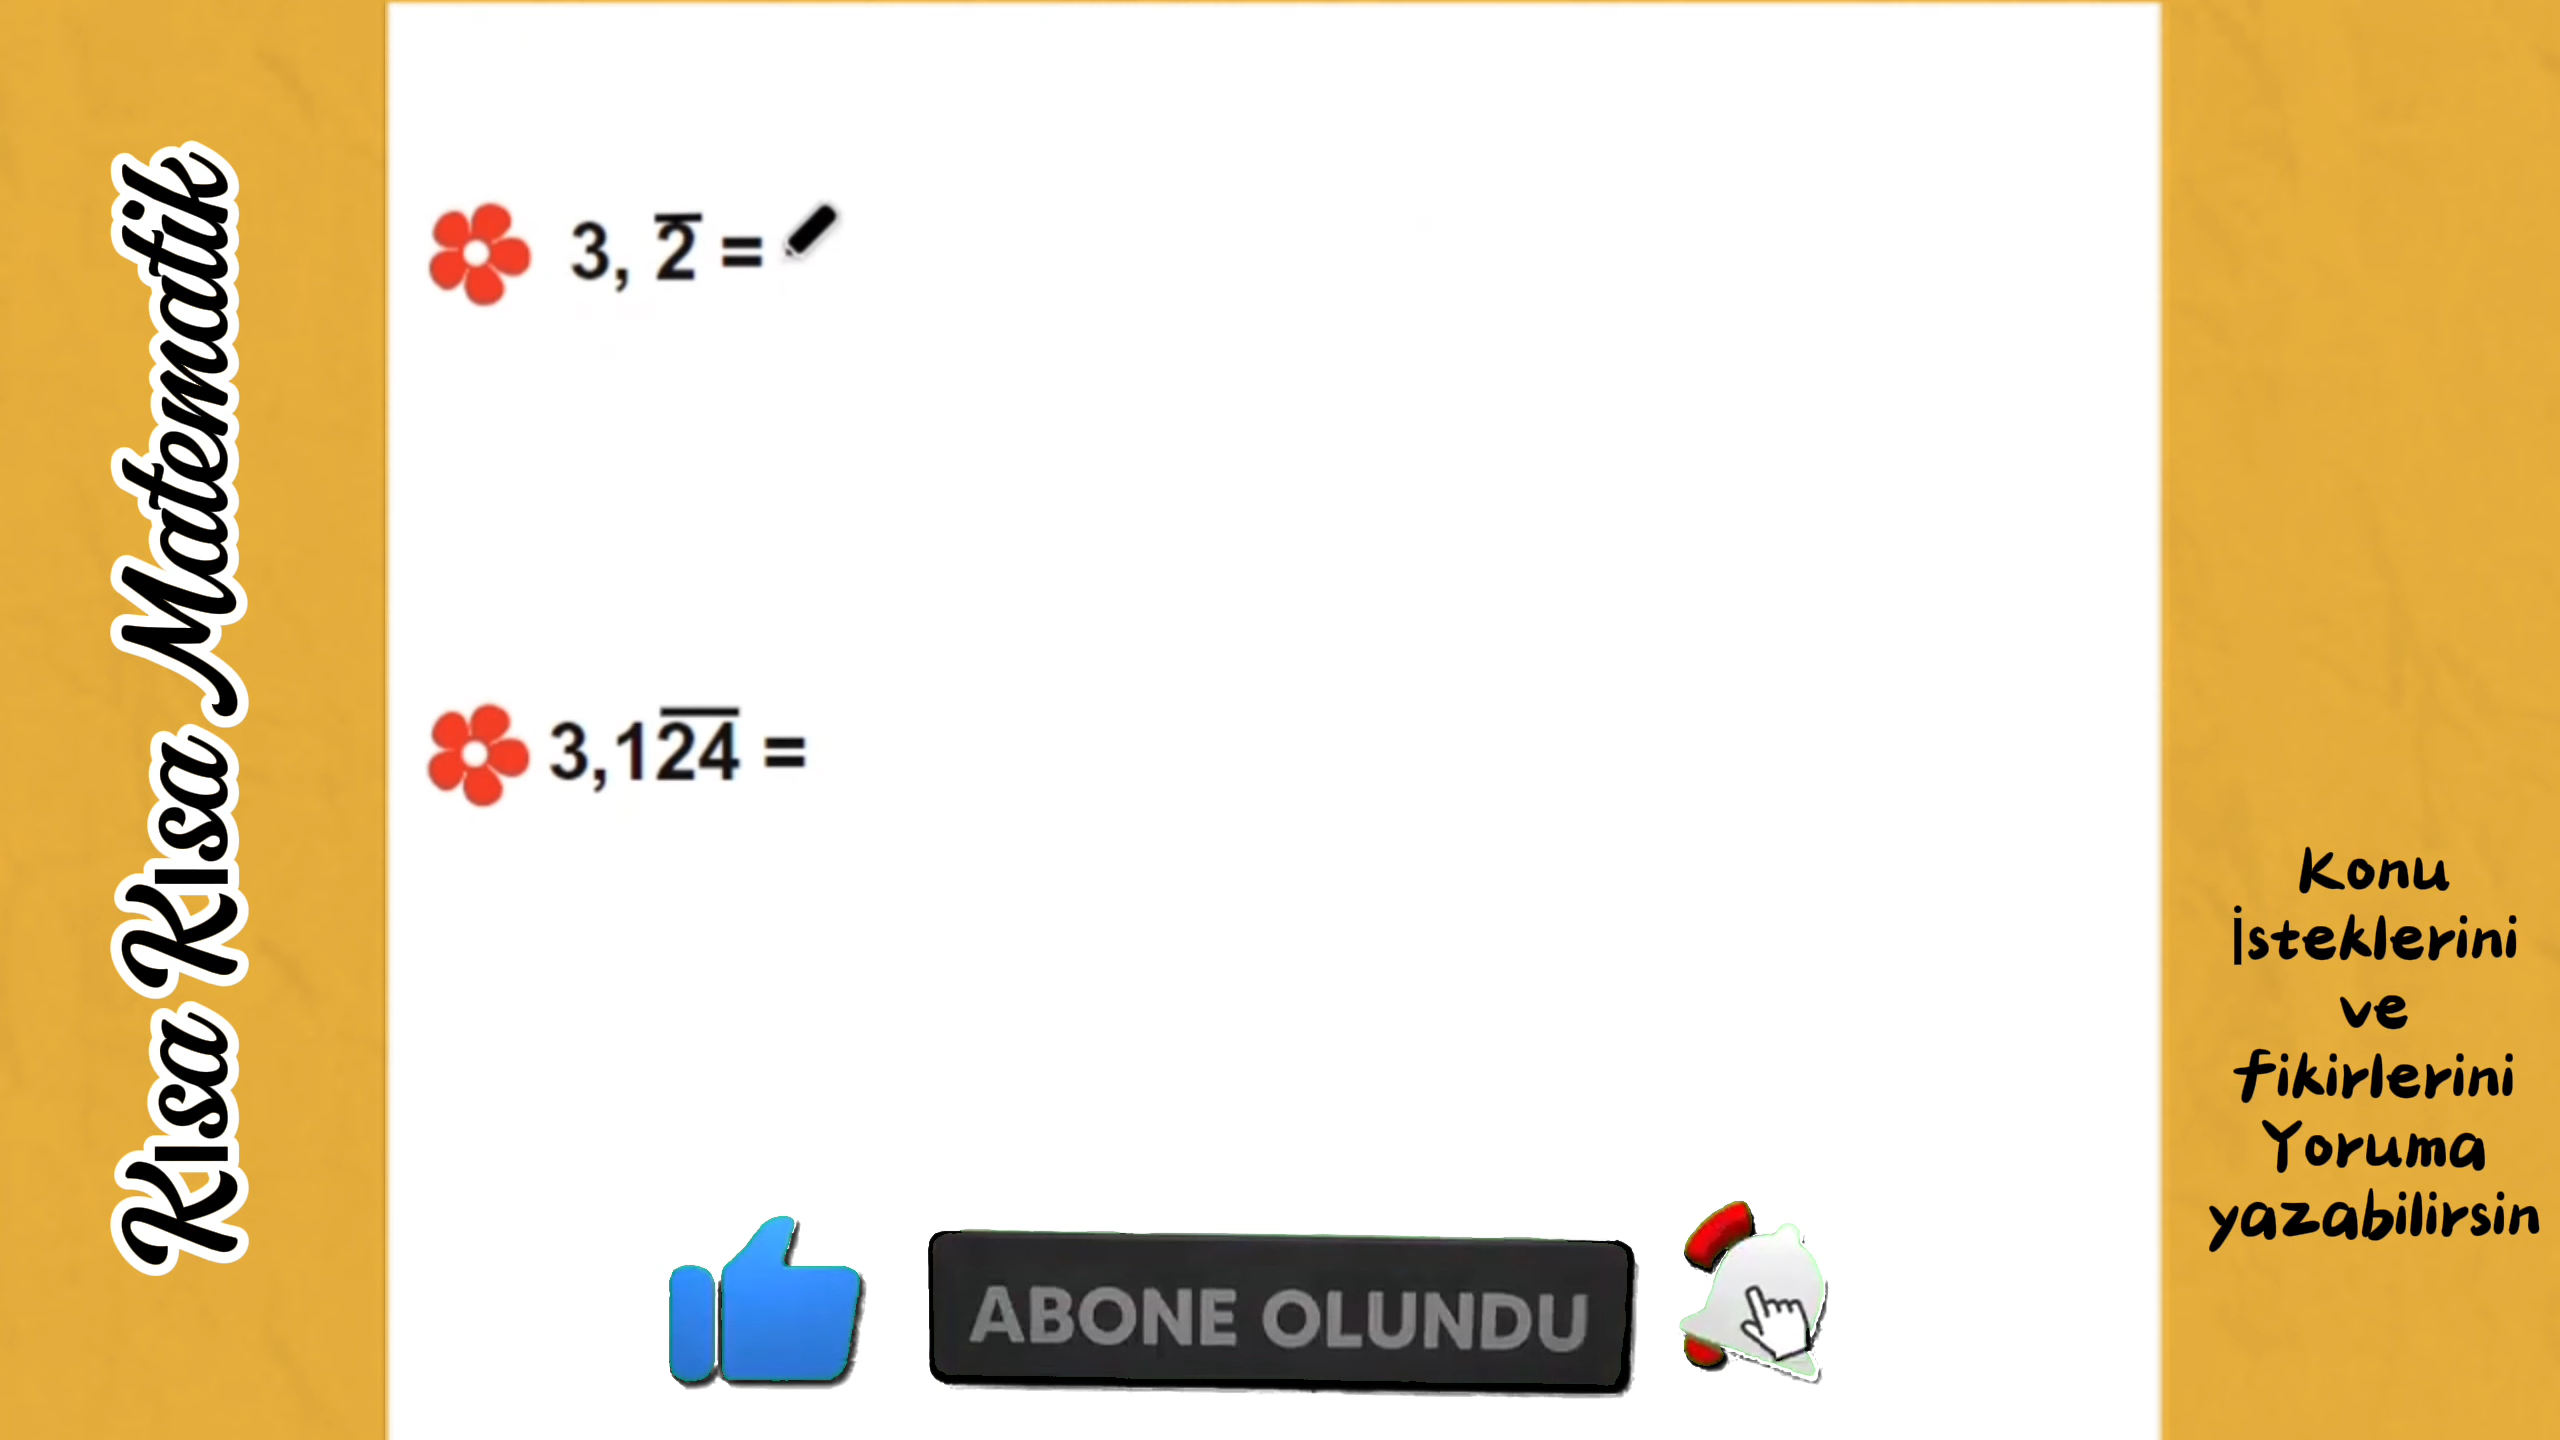 Kısa Kısa Matematik
3, 2̅ =
3,12̅4̅ =
Konu
İsteklerini
ve
fikirlerini
Yoruma
yazabilirsin
ABONE OLUNDU